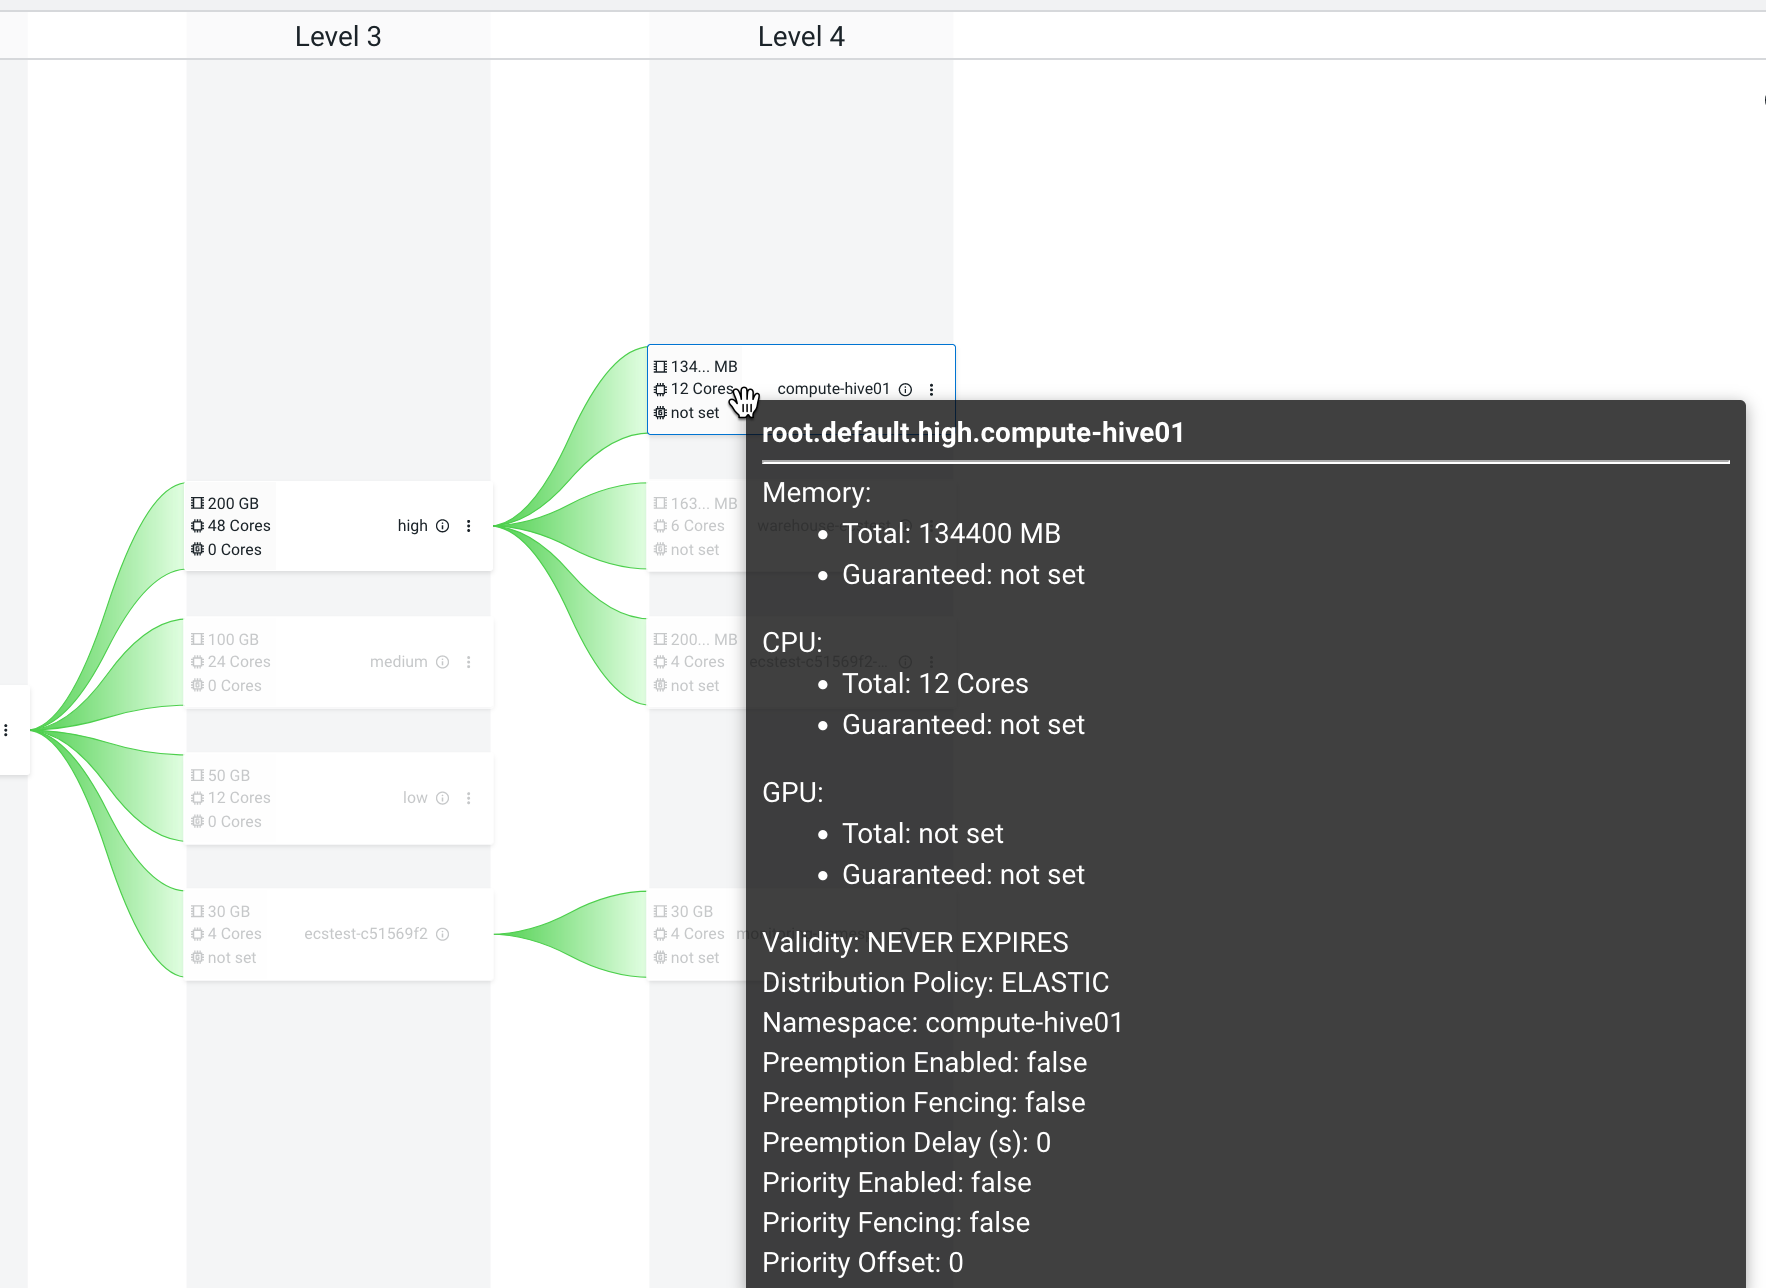 Level 3
Level 4
134... MB
12 Cores
compute-hive01
not set
200 GB
48 Cores
high
0 Cores
163... MB
6 Cores
not set
100 GB
24 Cores
medium
0 Cores
200... MB
4 Cores
ecstest-c51569f2-...
not set
50 GB
12 Cores
low
0 Cores
30 GB
4 Cores
ecstest-c51569f2
not set
30 GB
4 Cores
not set
root.default.high.compute-hive01
Memory:
Total: 134400 MB
Guaranteed: not set
CPU:
Total: 12 Cores
Guaranteed: not set
GPU:
Total: not set
Guaranteed: not set
Validity: NEVER EXPIRES
Distribution Policy: ELASTIC
Namespace: compute-hive01
Preemption Enabled: false
Preemption Fencing: false
Preemption Delay (s): 0
Priority Enabled: false
Priority Fencing: false
Priority Offset: 0